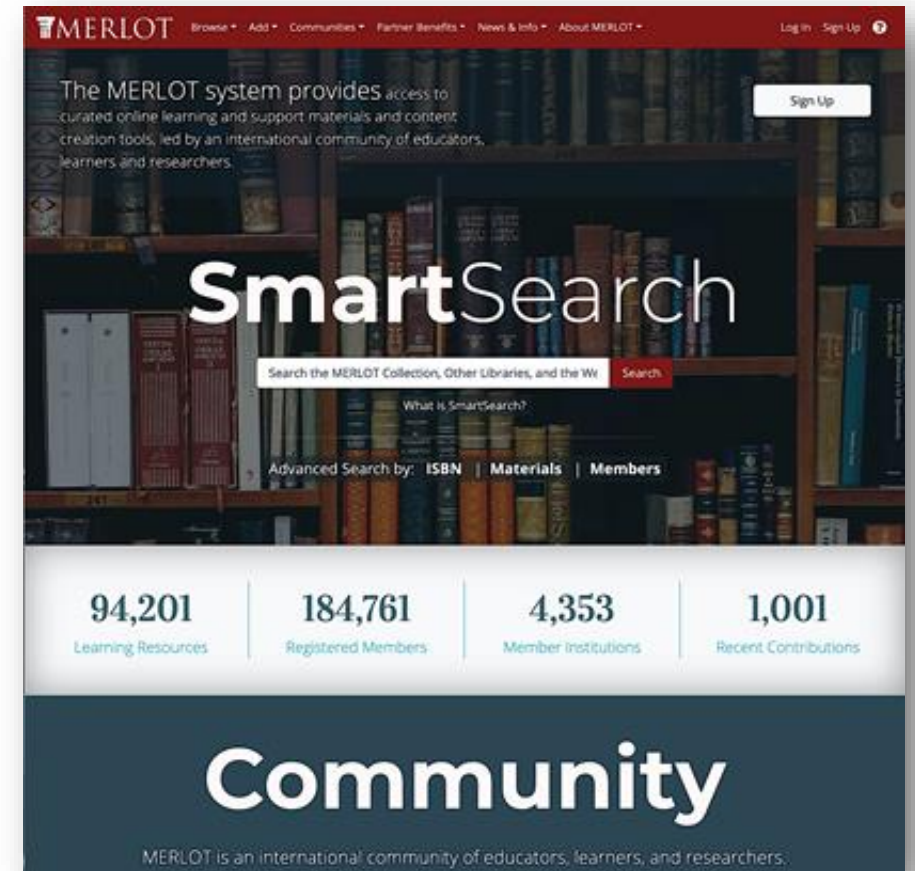 MERLOT Browse Add Communities Partner Benefits News & Info About MERLOT Log In Sign Up ?
The MERLOT system provides access to
curated online learning and support materials and content
creation tools, led by an international community of educators,
learners and researchers.
Sign Up
SmartSearch
Search the MERLOT Collection, Other Libraries, and the We Search
What is SmartSearch?
Advanced Search by: ISBN | Materials | Members
94,201 184,761 4,353 1,001
Learning Resources Registered Members Member Institutions Recent Contributions
Community
MERLOT is an international community of educators, learners, and researchers.